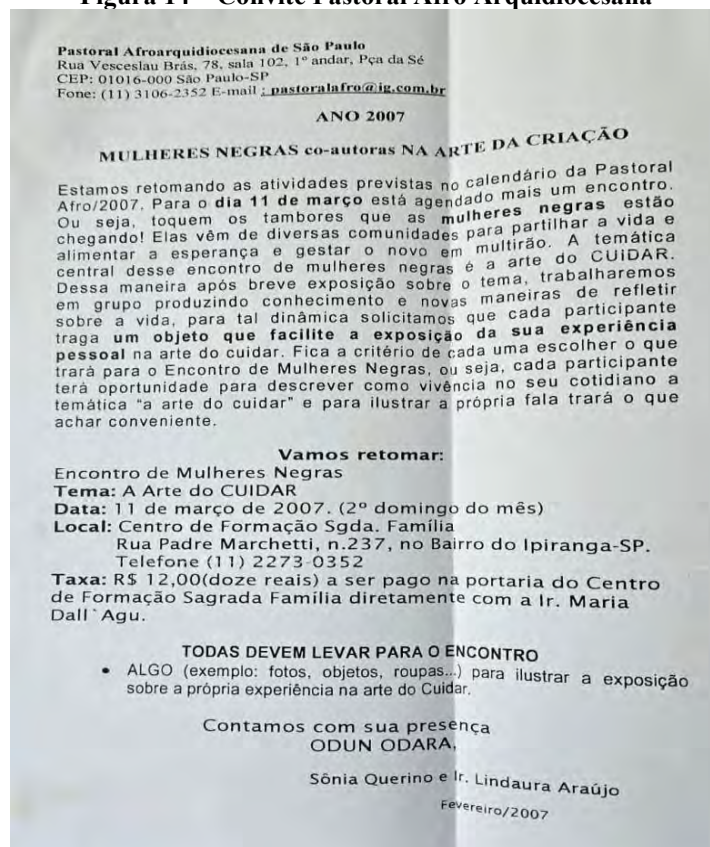 Figura 14 – Convite Pastoral Afro Arquidiocesana
Pastoral Afroarquidiocesana de São Paulo
Rua Vesceslau Brás, 78, sala 102, 1º andar, Pça da Sé
CEP: 01016-000 São Paulo-SP
Fone: (11) 3106-2352 E-mail : pastoralafro@ig.com.br
ANO 2007
MULHERES NEGRAS co-autoras NA ARTE DA CRIAÇÃO
Estamos retomando as atividades previstas no calendário da Pastoral
Afro/2007. Para o dia 11 de março está agendado mais um encontro.
Ou seja, toquem os tambores que as mulheres negras estão
chegando! Elas vêm de diversas comunidades para partilhar a vida e
alimentar a esperança e gestar o novo em multirão. A temática
central desse encontro de mulheres negras é a arte do CUiDAR.
Dessa maneira após breve exposição sobre o tema, trabalharemos
em grupo produzindo conhecimento e novas maneiras de refletir
sobre a vida, para tal dinâmica solicitamos que cada participante
traga um objeto que facilite a exposição da sua experiência
pessoal na arte do cuidar. Fica a critério de cada uma escolher o que
trará para o Encontro de Mulheres Negras, ou seja, cada participante
terá oportunidade para descrever como vivência no seu cotidiano a
temática “a arte do cuidar” e para ilustrar a própria fala trará o que
achar conveniente.
Vamos retomar:
Encontro de Mulheres Negras
Tema: A Arte do CUIDAR
Data: 11 de março de 2007. (2º domingo do mês)
Local: Centro de Formação Sgda. Família
Rua Padre Marchetti, n.237, no Bairro do Ipiranga-SP.
Telefone (11) 2273-0352
Taxa: R$ 12,00(doze reais) a ser pago na portaria do Centro
de Formação Sagrada Família diretamente com a Ir. Maria
Dall`Agu.
TODAS DEVEM LEVAR PARA O ENCONTRO
• ALGO (exemplo: fotos, objetos, roupas...) para ilustrar a exposição
sobre a própria experiência na arte do Cuidar.
Contamos com sua presença
ODUN ODARA,
Sônia Querino e Ir. Lindaura Araújo
Fevereiro/2007